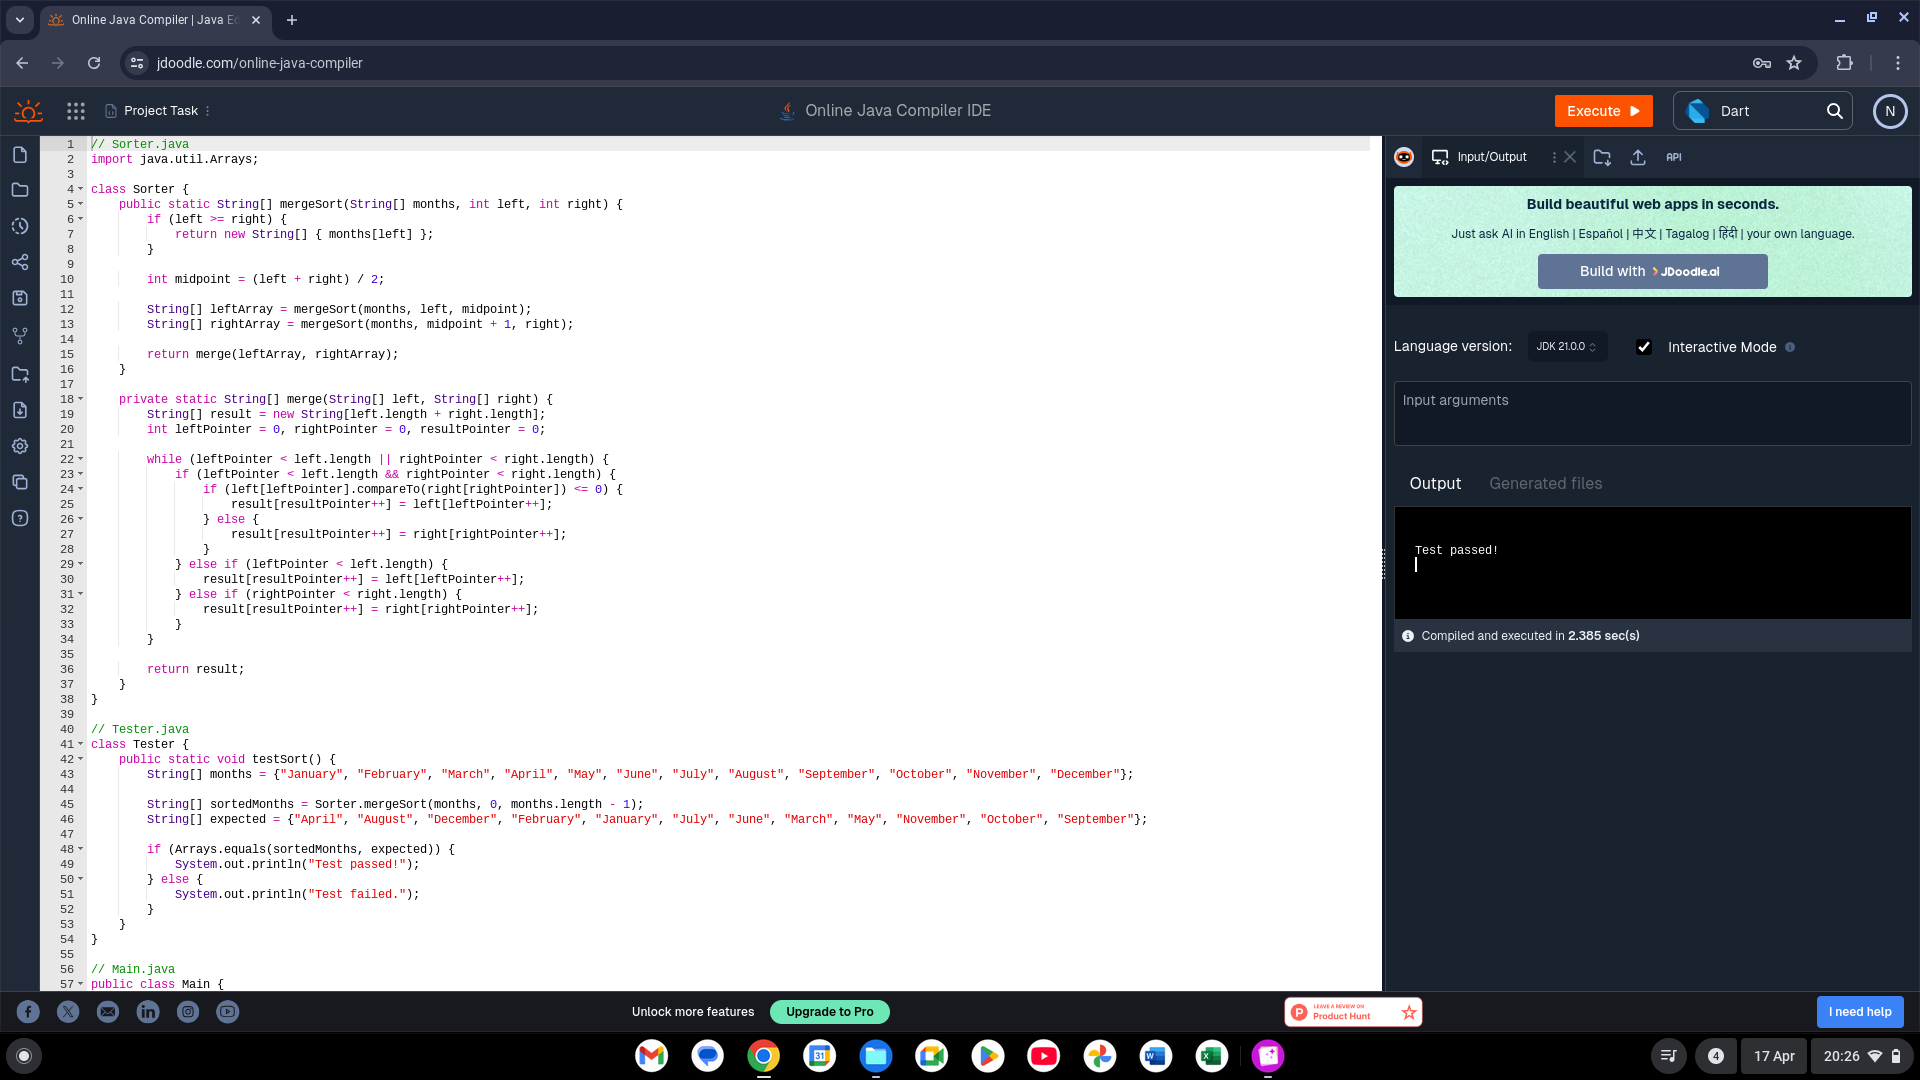 Online Java Compiler | Java Ed
jdoodle.com/online-java-compiler
Project Task
Online Java Compiler IDE
Execute
Dart
N
1 // Sorter.java
2 import java.util.Arrays;
3
4 class Sorter {
5     public static String[] mergeSort(String[] months, int left, int right) {
6         if (left >= right) {
7             return new String[] { months[left] };
8         }
9
10         int midpoint = (left + right) / 2;
11
12         String[] leftArray = mergeSort(months, left, midpoint);
13         String[] rightArray = mergeSort(months, midpoint + 1, right);
14
15         return merge(leftArray, rightArray);
16     }
17
18     private static String[] merge(String[] left, String[] right) {
19         String[] result = new String[left.length + right.length];
20         int leftPointer = 0, rightPointer = 0, resultPointer = 0;
21
22         while (leftPointer < left.length || rightPointer < right.length) {
23             if (leftPointer < left.length && rightPointer < right.length) {
24                 if (left[leftPointer].compareTo(right[rightPointer]) <= 0) {
25                     result[resultPointer++] = left[leftPointer++];
26                 } else {
27                     result[resultPointer++] = right[rightPointer++];
28                 }
29             } else if (leftPointer < left.length) {
30                 result[resultPointer++] = left[leftPointer++];
31             } else if (rightPointer < right.length) {
32                 result[resultPointer++] = right[rightPointer++];
33             }
34         }
35
36         return result;
37     }
38 }
39
40 // Tester.java
41 class Tester {
42     public static void testSort() {
43         String[] months = {"January", "February", "March", "April", "May", "June", "July", "August", "September", "October", "November", "December"};
44
45         String[] sortedMonths = Sorter.mergeSort(months, 0, months.length - 1);
46         String[] expected = {"April", "August", "December", "February", "January", "July", "June", "March", "May", "November", "October", "September"};
47
48         if (Arrays.equals(sortedMonths, expected)) {
49             System.out.println("Test passed!");
50         } else {
51             System.out.println("Test failed.");
52         }
53     }
54 }
55
56 // Main.java
57 public class Main {
Input/Output
API
Build beautiful web apps in seconds.
Just ask AI in English | Español | 中文 | Tagalog | हिंदी | your own language.
Build with JDoodle.ai
Language version:
JDK 21.0.0
Interactive Mode
Input arguments
Output
Generated files
Test passed!
Compiled and executed in 2.385 sec(s)
Unlock more features
Upgrade to Pro
LEAVE A REVIEW ON
Product Hunt
I need help
31
4
17 Apr
20:26